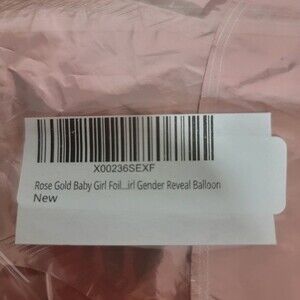 X00236SEXF
Rose Gold Baby Girl Foil...irl Gender Reveal Balloon
New